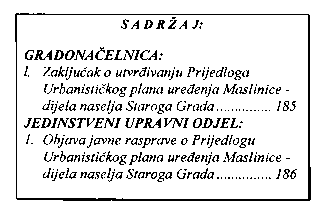 S A D R Ž A J:
GRADONAČELNICA:
1. Zaključak o utvrđivanju Prijedloga
Urbanističkog plana uređenja Maslinice -
dijela naselja Staroga Grada ............... 185
JEDINSTVENI UPRAVNI ODJEL:
1. Objava javne rasprave o Prijedlogu
Urbanističkog plana uređenja Maslinice -
dijela naselja Staroga Grada ............... 186